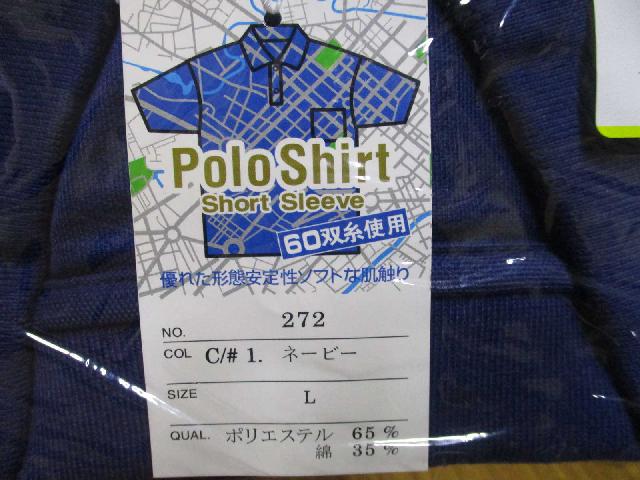 Polo Shirt
Short Sleeve
60双糸使用
優れた形態安定性ソフトな肌触り
NO. 272
COL C/# 1. ネービー
SIZE L
QUAL. ポリエステル 65%
綿 35%